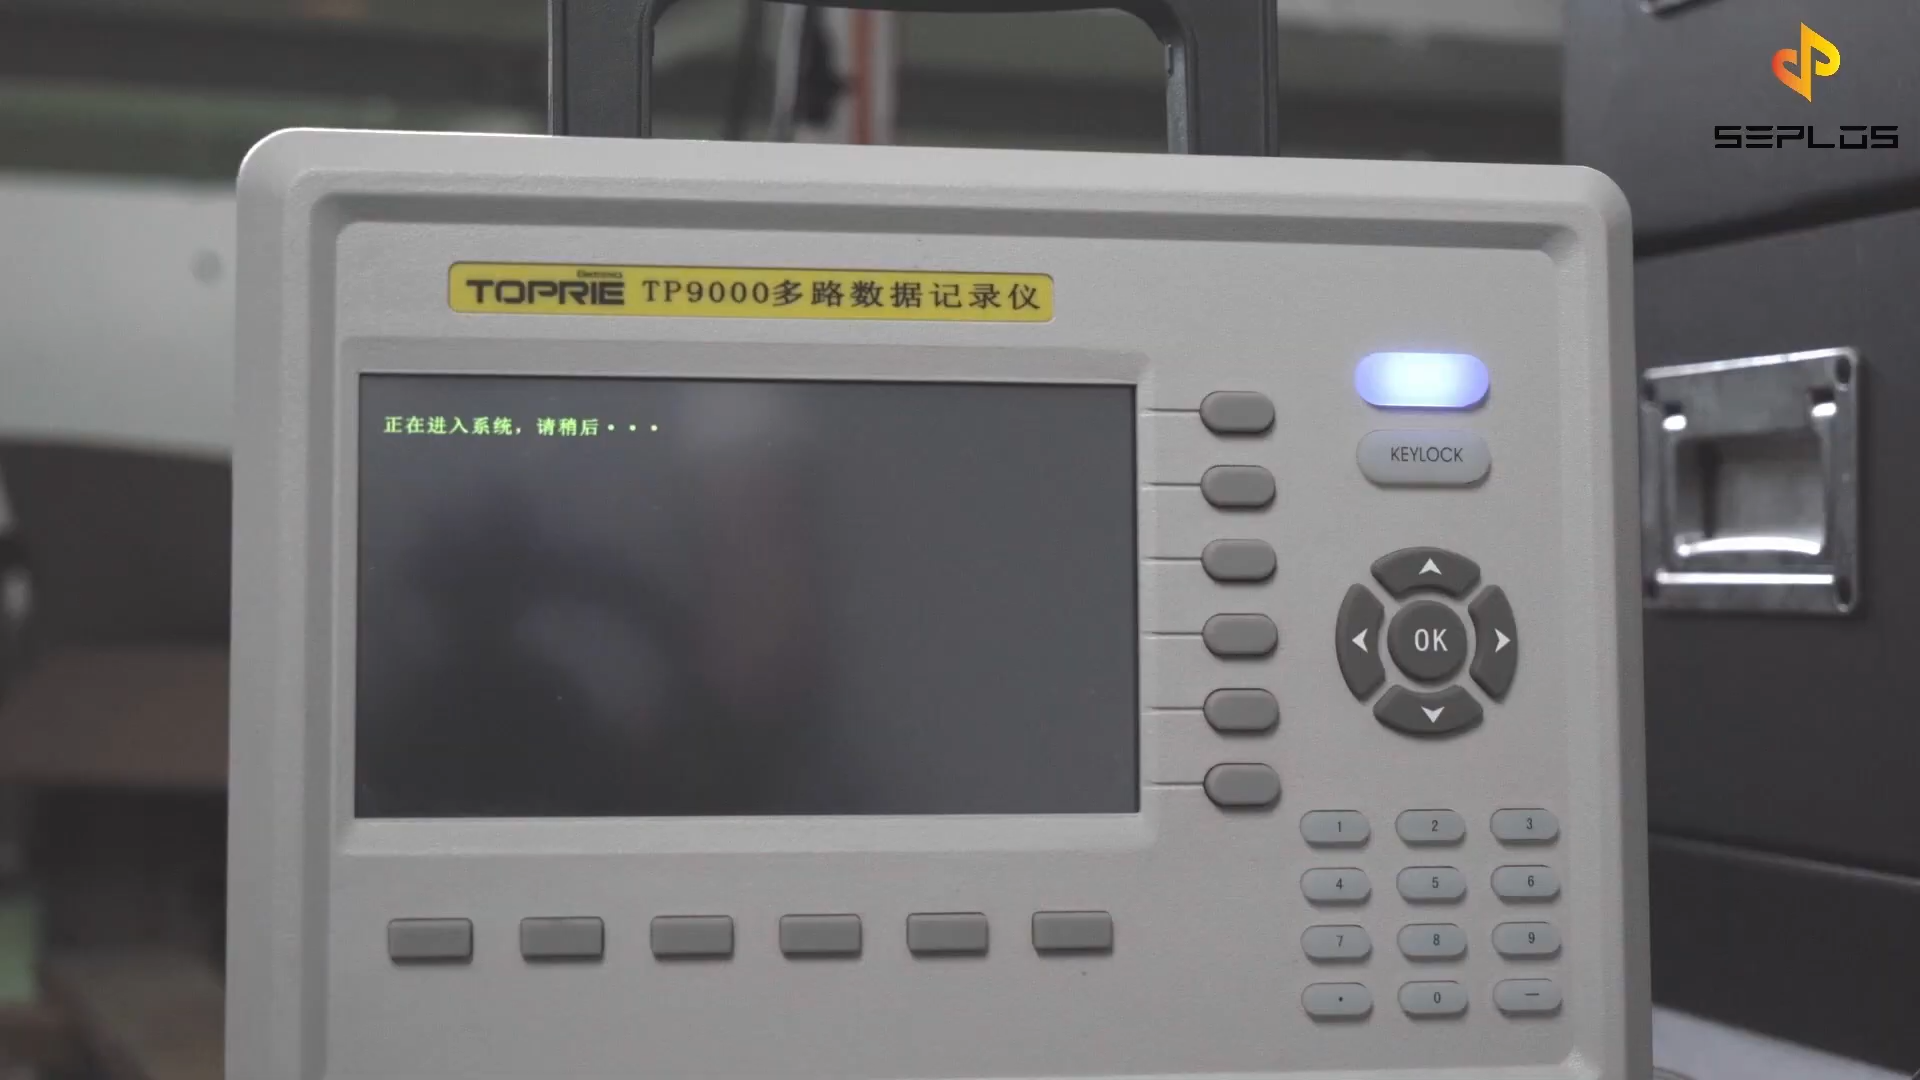 SEPLOS
Electronics
TOPRIE TP9000多路数据记录仪
正在进入系统，请稍后···
KEYLOCK
OK
1 2 3
4 5 6
7 8 9
· 0 —